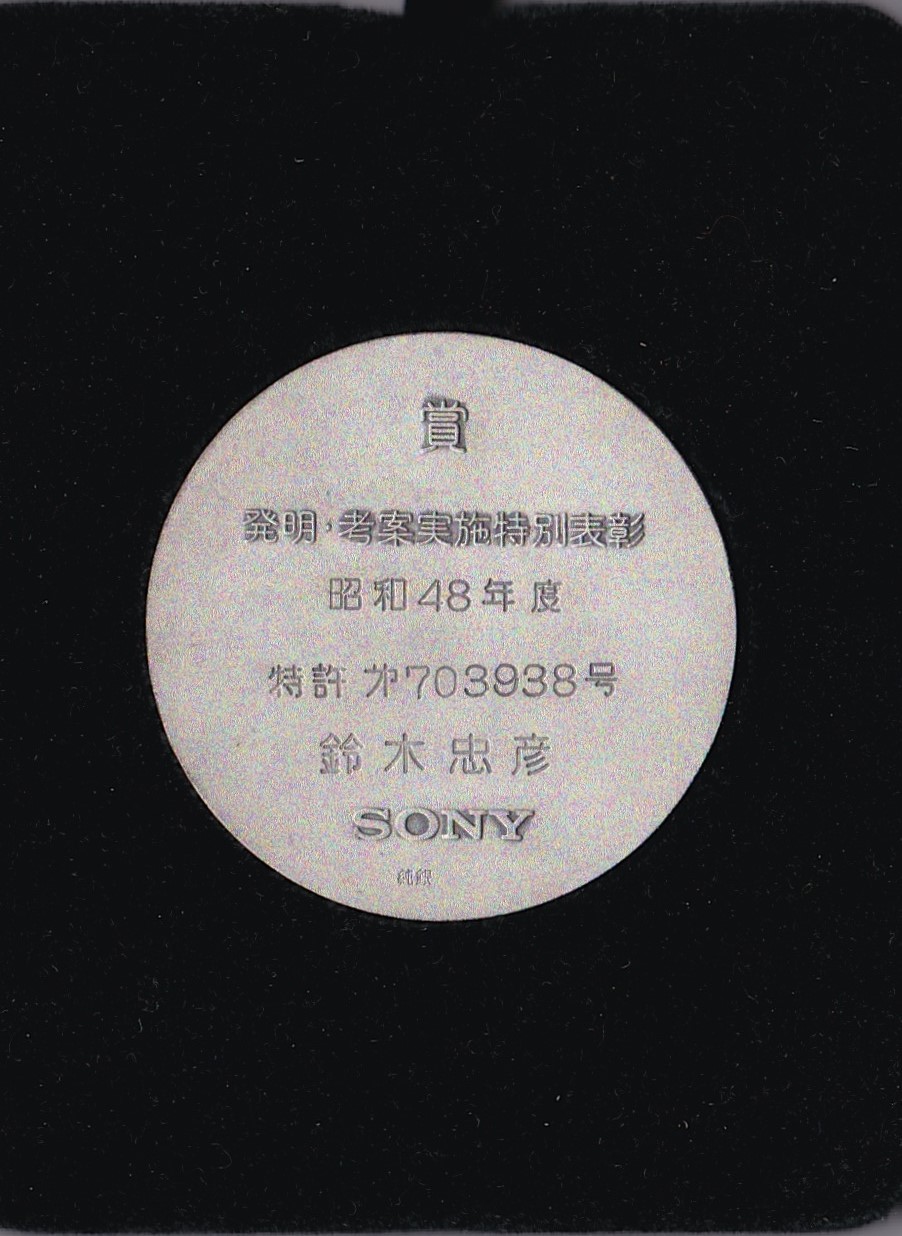 賞
発明・考案実施特別表彰
昭和48年度
特許才703938号
鈴木忠彦
SONY
純銀